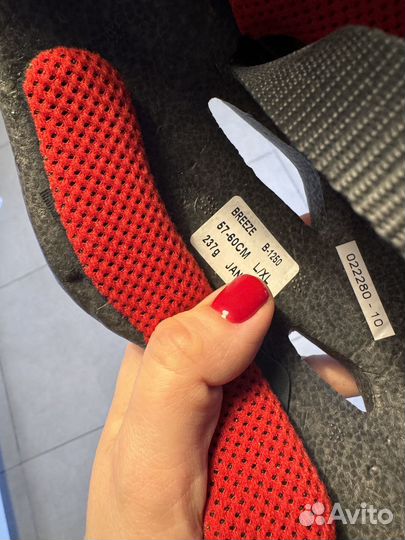 BREEZE B-1250
57-60CM L/XL
237g JAN
022280 - 10
Avito